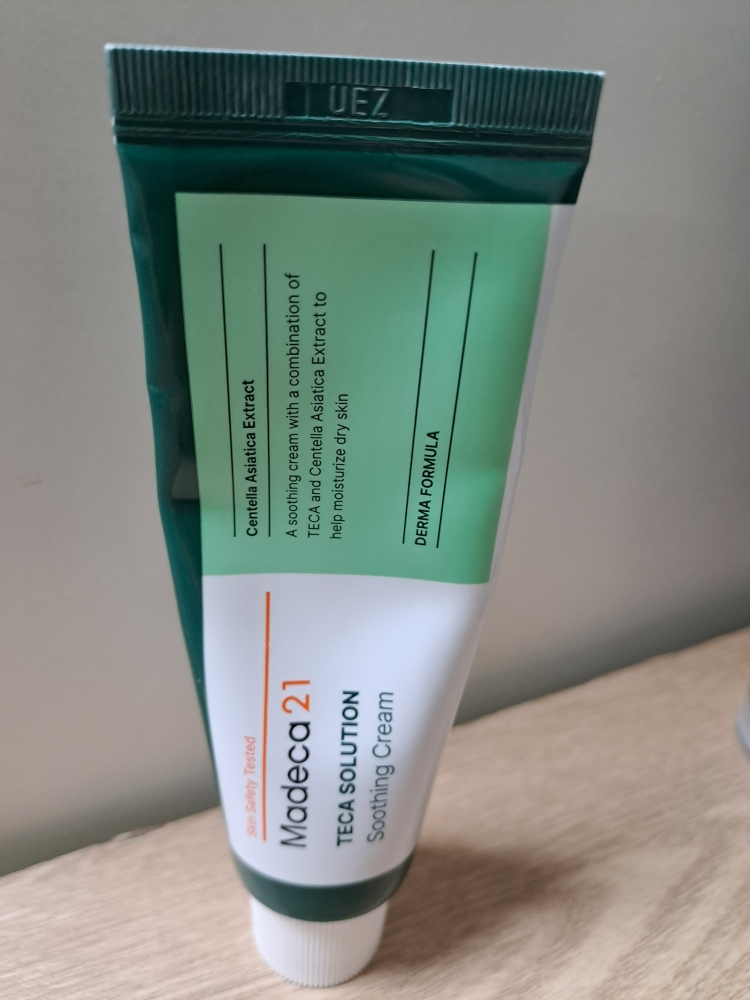 UEZ
Skin Safety Tested
Madeca 21
TECA SOLUTION
Soothing Cream
Centella Asiatica Extract
A soothing cream with a combination of
TECA and Centella Asiatica Extract to
help moisturize dry skin
DERMA FORMULA